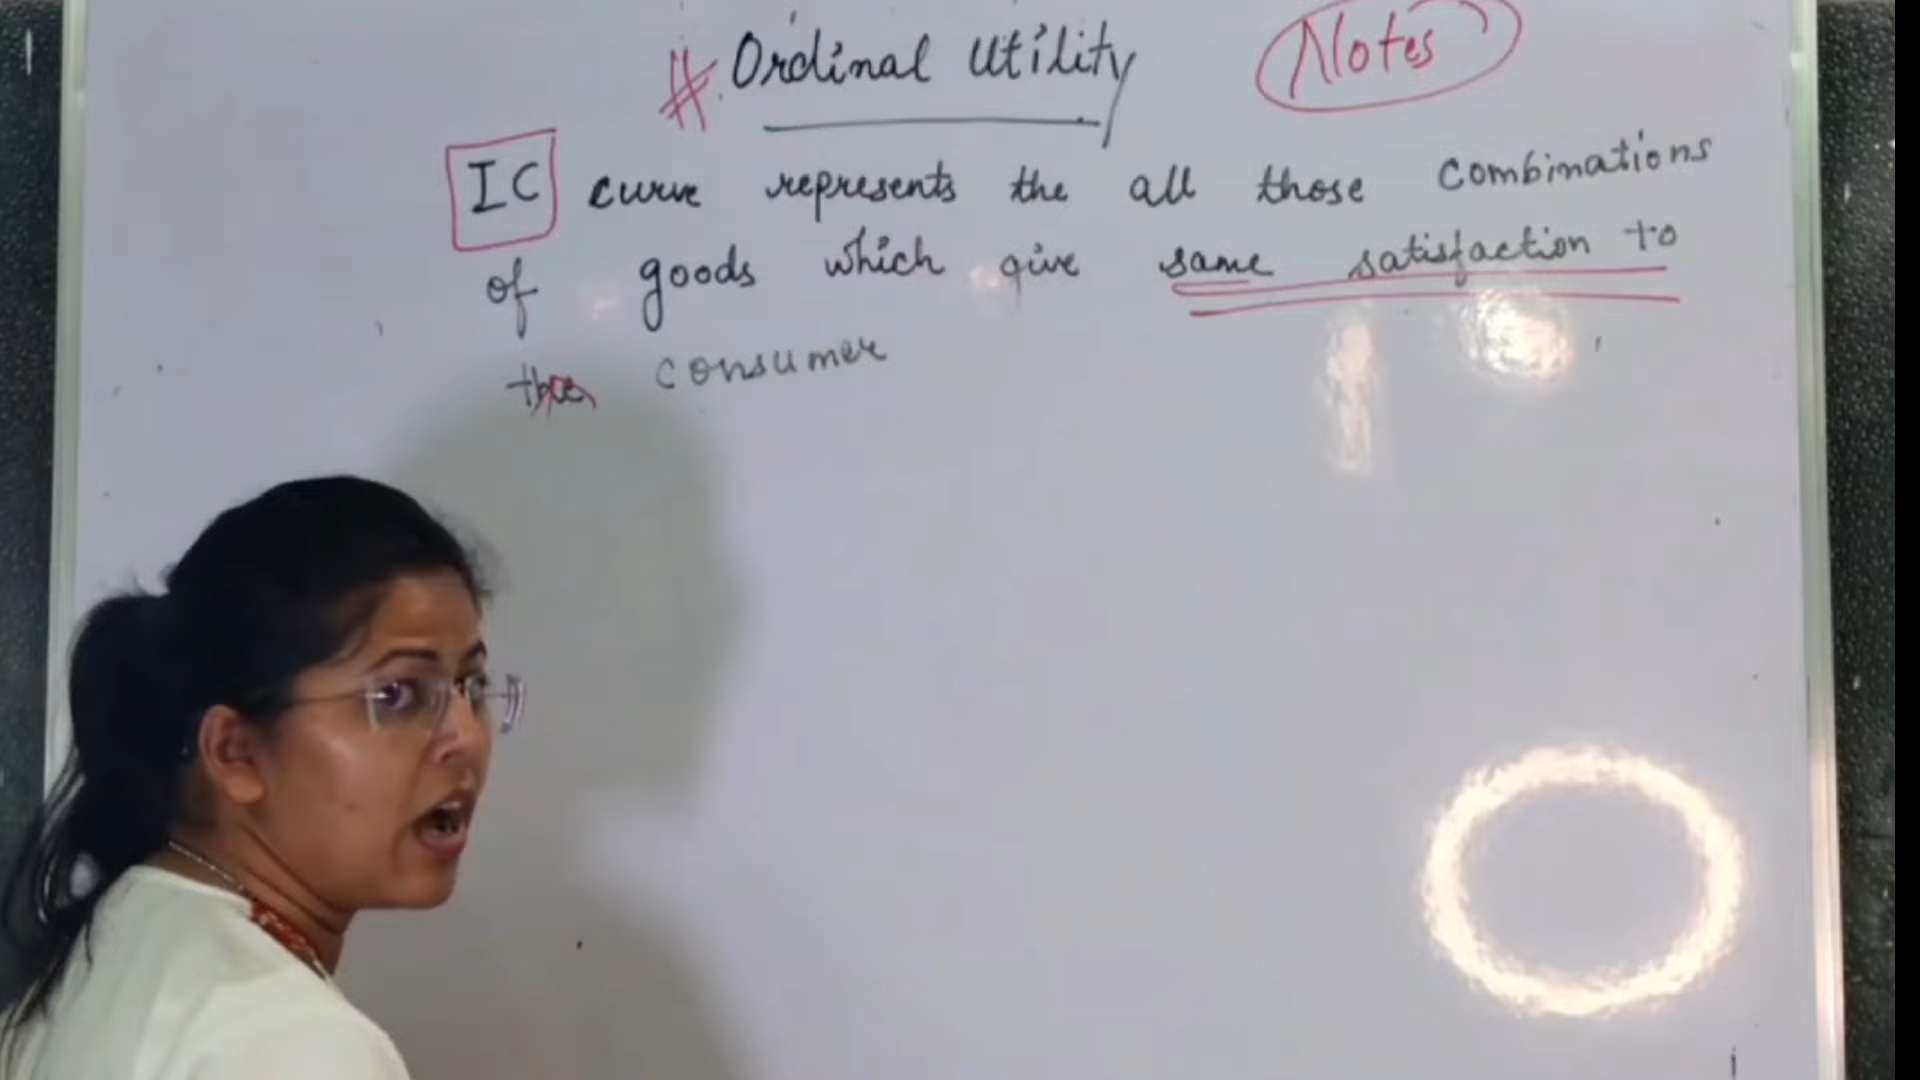 # Ordinal Utility Notes
IC curve represents the all those combinations
of goods which give same satisfaction to
the consumer